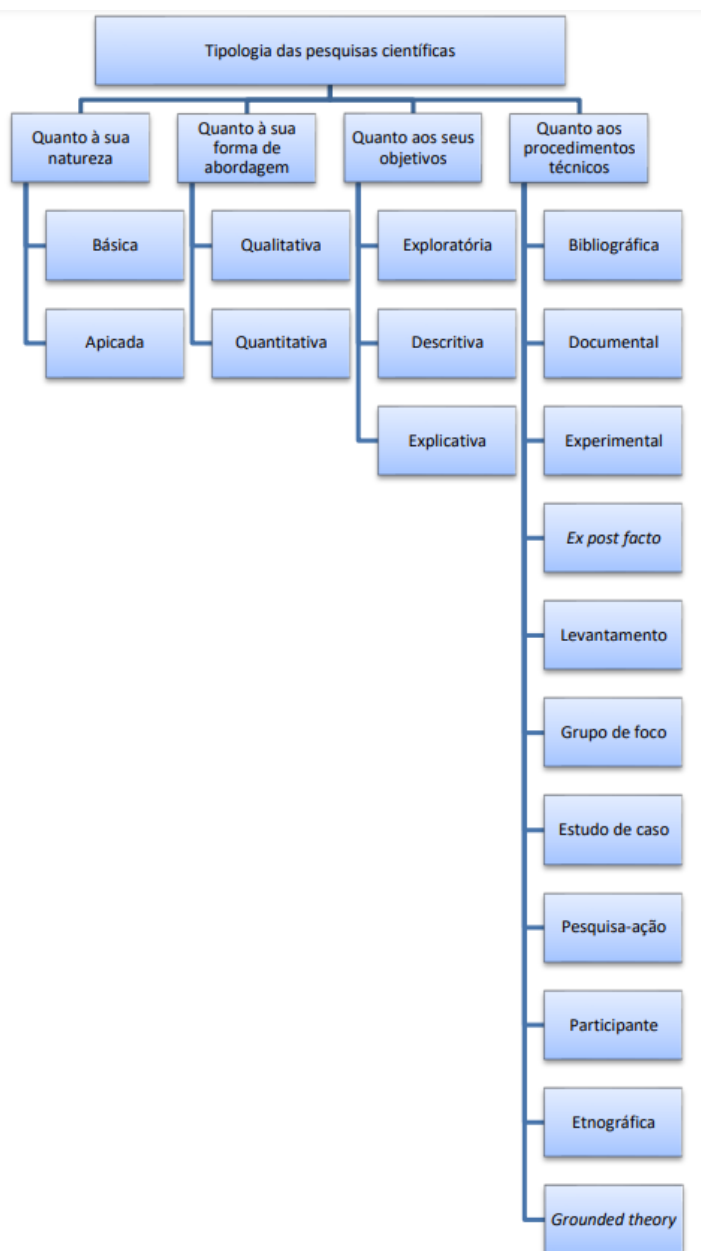 Tipologia das pesquisas científicas
Quanto à sua
natureza
Quanto à sua
forma de
abordagem
Quanto aos seus
objetivos
Quanto aos
procedimentos
técnicos
Básica
Apicada
Qualitativa
Quantitativa
Exploratória
Descritiva
Explicativa
Bibliográfica
Documental
Experimental
Ex post facto
Levantamento
Grupo de foco
Estudo de caso
Pesquisa-ação
Participante
Etnográfica
Grounded theory